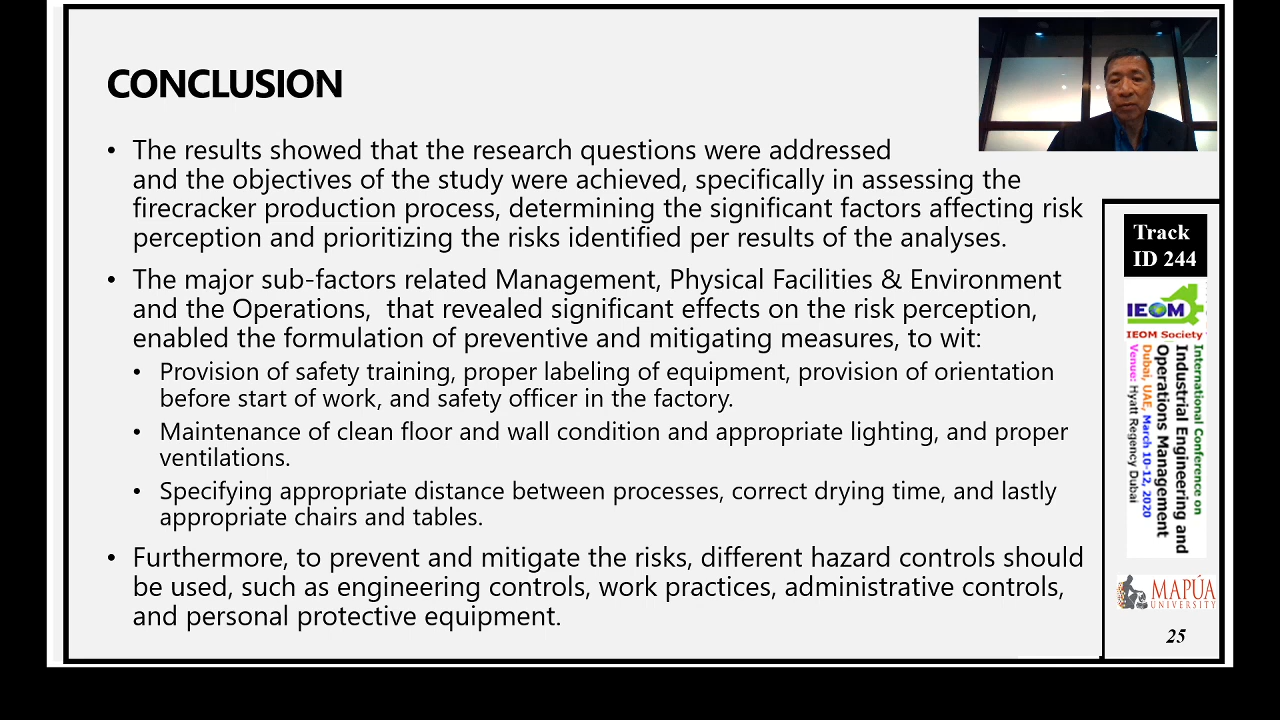 CONCLUSION
• The results showed that the research questions were addressed
and the objectives of the study were achieved, specifically in assessing the
firecracker production process, determining the significant factors affecting risk
perception and prioritizing the risks identified per results of the analyses.
• The major sub-factors related Management, Physical Facilities & Environment
and the Operations,  that revealed significant effects on the risk perception,
enabled the formulation of preventive and mitigating measures, to wit:
• Provision of safety training, proper labeling of equipment, provision of orientation
before start of work, and safety officer in the factory.
• Maintenance of clean floor and wall condition and appropriate lighting, and proper
ventilations.
• Specifying appropriate distance between processes, correct drying time, and lastly
appropriate chairs and tables.
• Furthermore, to prevent and mitigate the risks, different hazard controls should
be used, such as engineering controls, work practices, administrative controls,
and personal protective equipment.
Track
ID 244
IEOM
IEOM Society
International Conference on
Industrial Engineering and
Operations Management
Dubai, UAE, March 10-12, 2020
Venue: Hyatt Regency Dubai
MAPÚA
UNIVERSITY
25